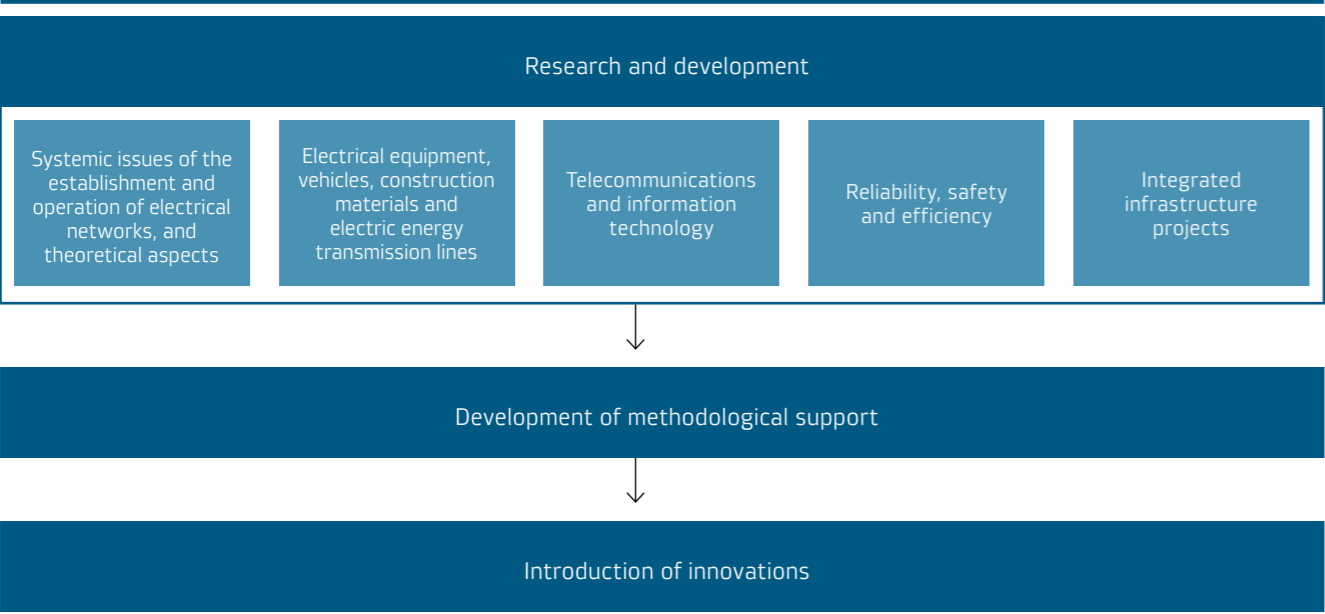 Research and development
Systemic issues of the
establishment and
operation of electrical
networks, and
theoretical aspects
Electrical equipment,
vehicles, construction
materials and
electric energy
transmission lines
Telecommunications
and information
technology
Reliability, safety
and efficiency
Integrated
infrastructure
projects
Development of methodological support
Introduction of innovations